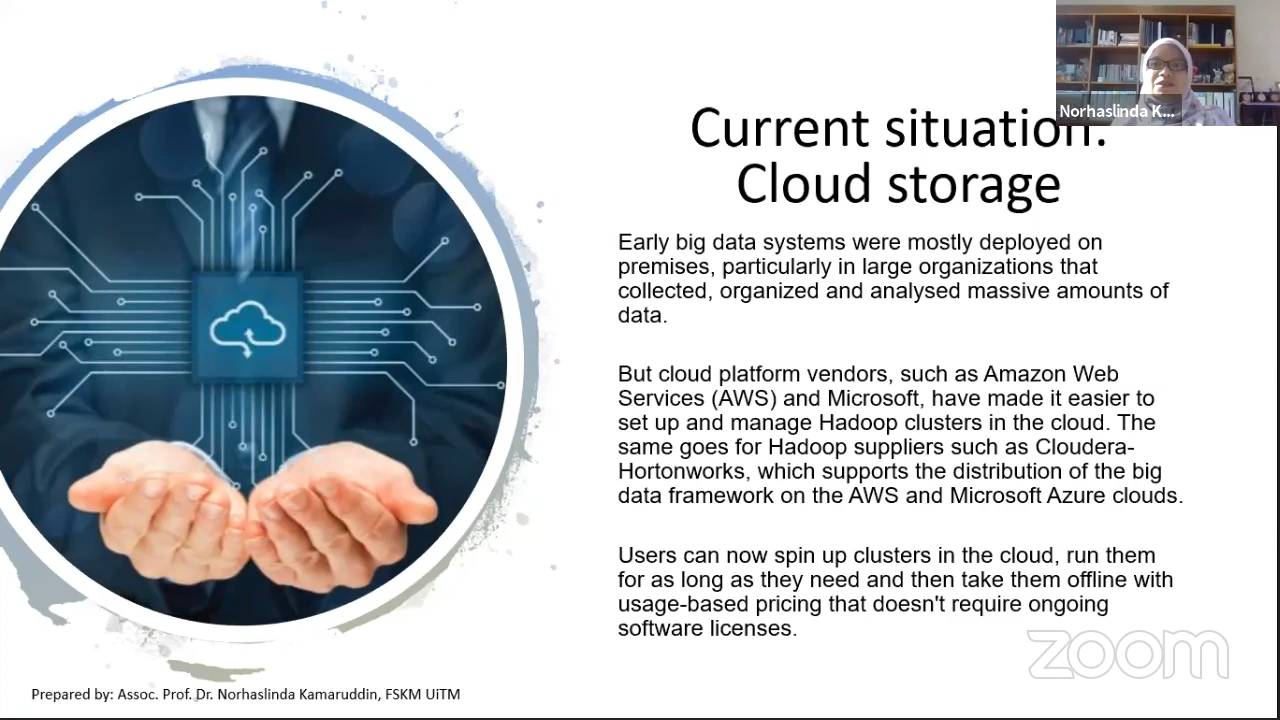 Norhaslinda K...
Current situation:
Cloud storage
Early big data systems were mostly deployed on
premises, particularly in large organizations that
collected, organized and analysed massive amounts of
data.
But cloud platform vendors, such as Amazon Web
Services (AWS) and Microsoft, have made it easier to
set up and manage Hadoop clusters in the cloud. The
same goes for Hadoop suppliers such as Cloudera-
Hortonworks, which supports the distribution of the big
data framework on the AWS and Microsoft Azure clouds.
Users can now spin up clusters in the cloud, run them
for as long as they need and then take them offline with
usage-based pricing that doesn't require ongoing
software licenses.
zoom
Prepared by: Assoc. Prof. Dr. Norhaslinda Kamaruddin, FSKM UiTM